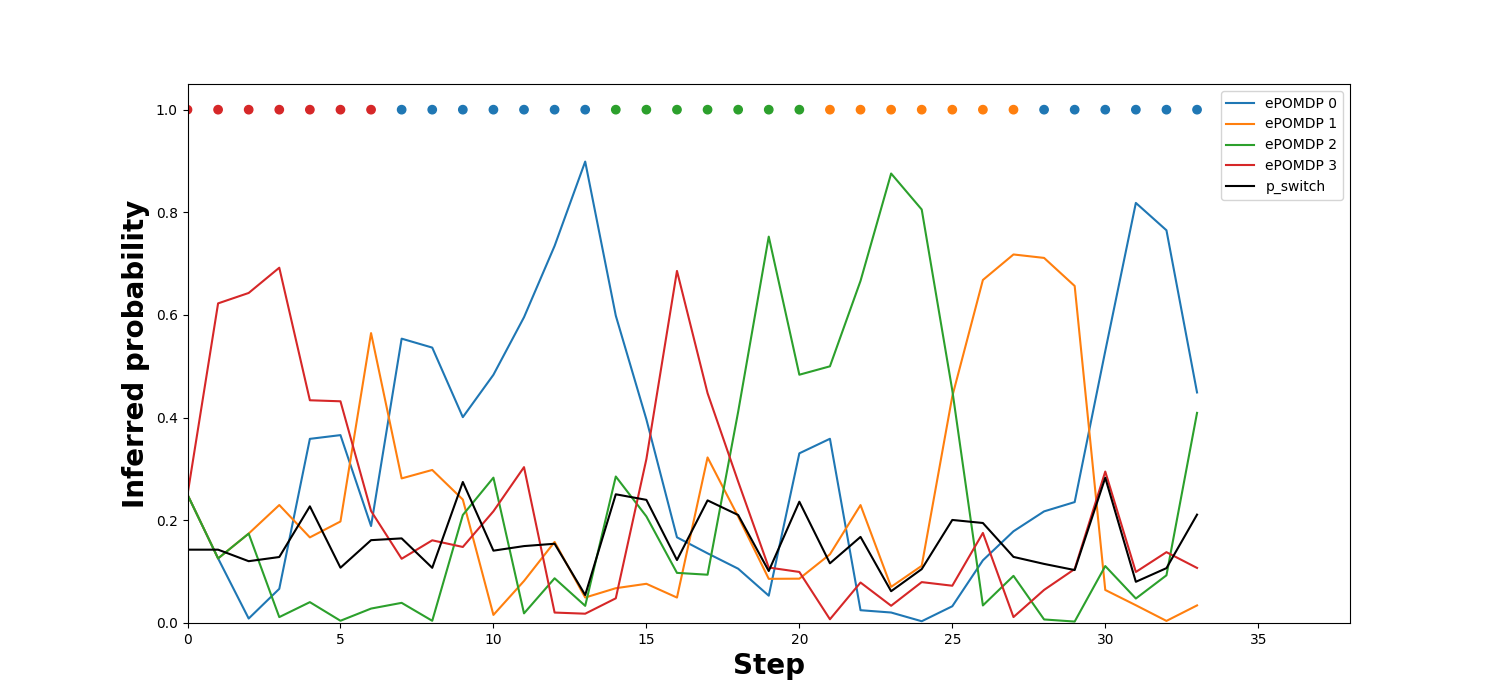 1.0
0.8
0.6
0.4
0.2
0.0
Inferred probability
ePOMDP 0
ePOMDP 1
ePOMDP 2
ePOMDP 3
p_switch
0 5 10 15 20 25 30 35
Step